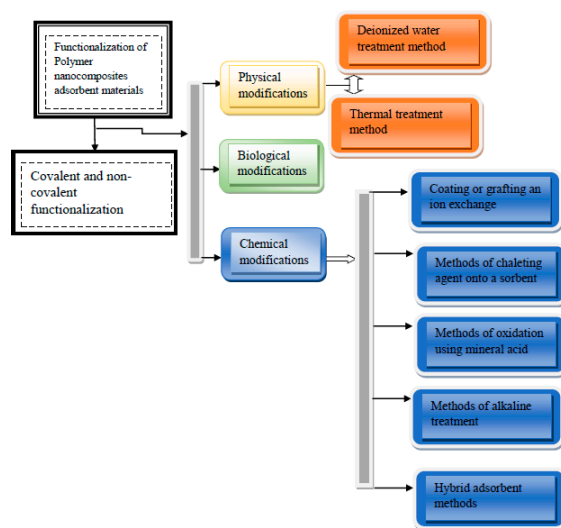 Functionalization of
Polymer
nanocomposites
adsorbent materials
Covalent and non-
covalent
functionalization
Physical
modifications
Biological
modifications
Chemical
modifications
Deionized water
treatment method
Thermal treatment
method
Coating or grafting an
ion exchange
Methods of chaleting
agent onto a sorbent
Methods of oxidation
using mineral acid
Methods of alkaline
treatment
Hybrid adsorbent
methods